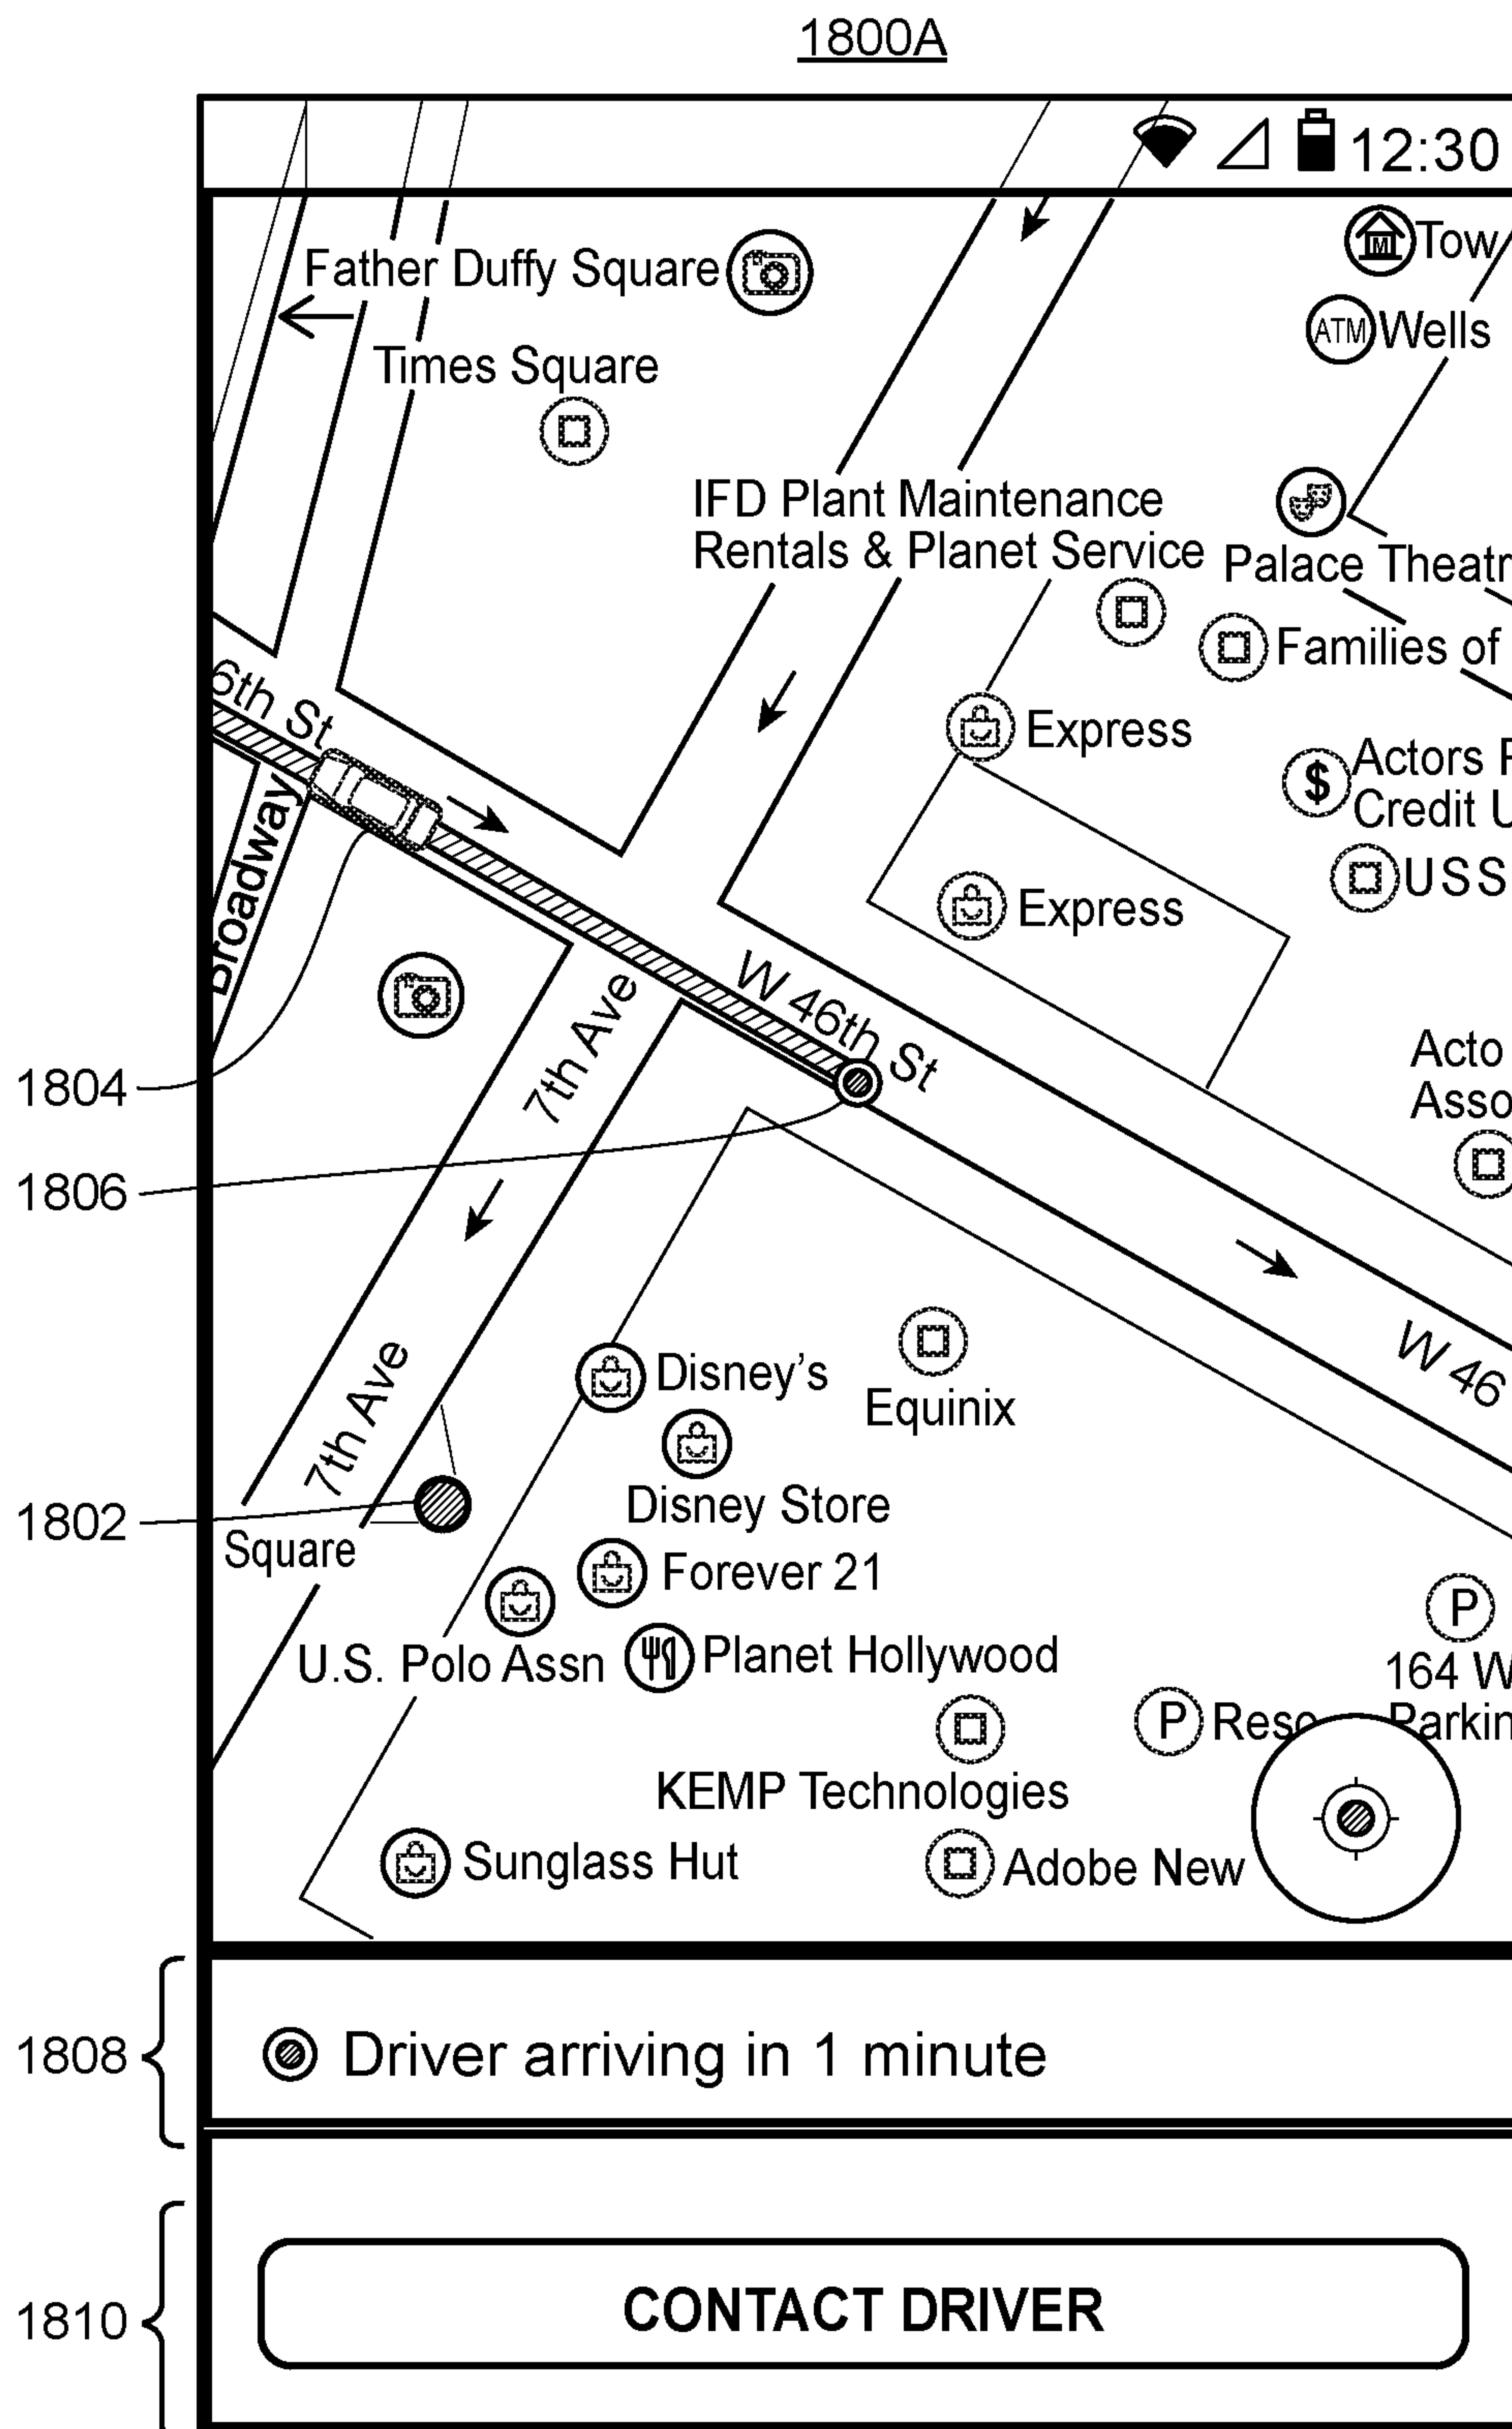 1800A
12:30
Father Duffy Square
Tow
ATM Wells
Times Square
IFD Plant Maintenance
Rentals & Planet Service
Palace Theatr
Families of
6th St
Express
Actors
$
Credit U
USS
Broadway
Express
7th Ave
W 46th St
Acto
Asso
1804
1806
W 46
7th Ave
Disney's
Equinix
Disney Store
1802
Square
Forever 21
P
U.S. Polo Assn
Planet Hollywood
164 W
P Reso
Parkin
KEMP Technologies
Sunglass Hut
Adobe New
1808
Driver arriving in 1 minute
1810
CONTACT DRIVER